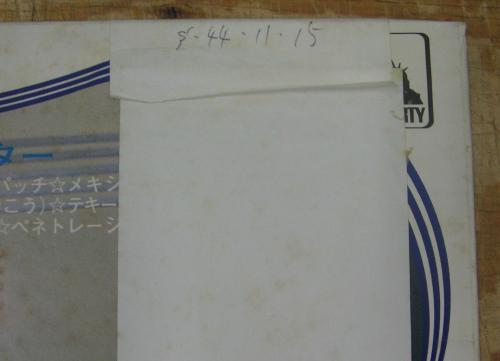 S-44-11-15
ITY
ター
パッチ☆メキシ
こう)☆テキー
☆ペネトレーシ